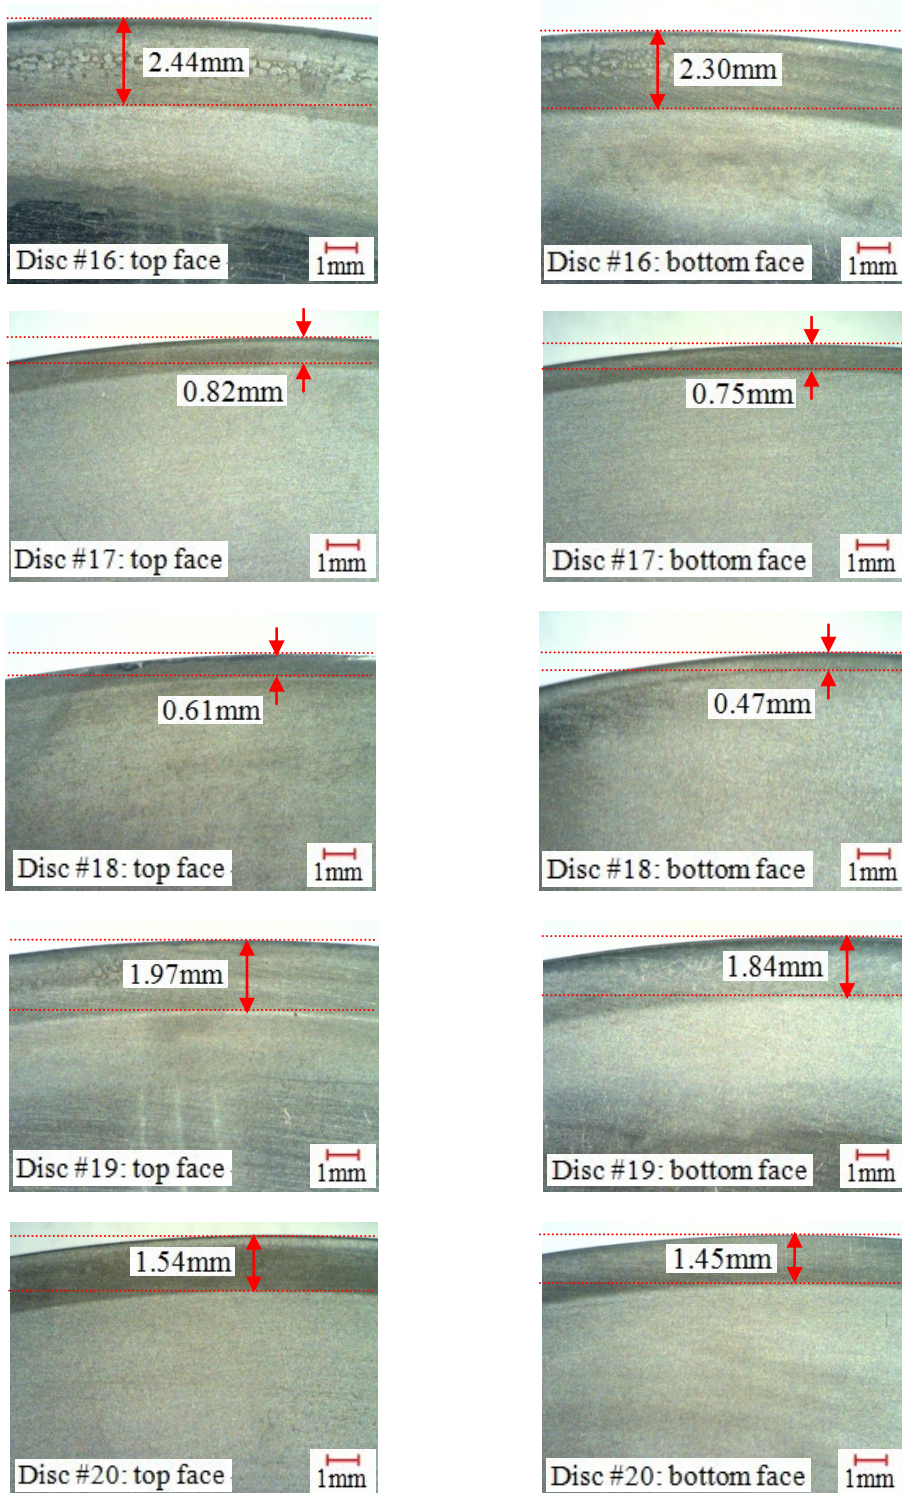 2.44mm
Disc #16: top face
1mm
2.30mm
Disc #16: bottom face
1mm
0.82mm
Disc #17: top face
1mm
0.75mm
Disc #17: bottom face
1mm
0.61mm
Disc #18: top face
1mm
0.47mm
Disc #18: bottom face
1mm
1.97mm
Disc #19: top face
1mm
1.84mm
Disc #19: bottom face
1mm
1.54mm
Disc #20: top face
1mm
1.45mm
Disc #20: bottom face
1mm